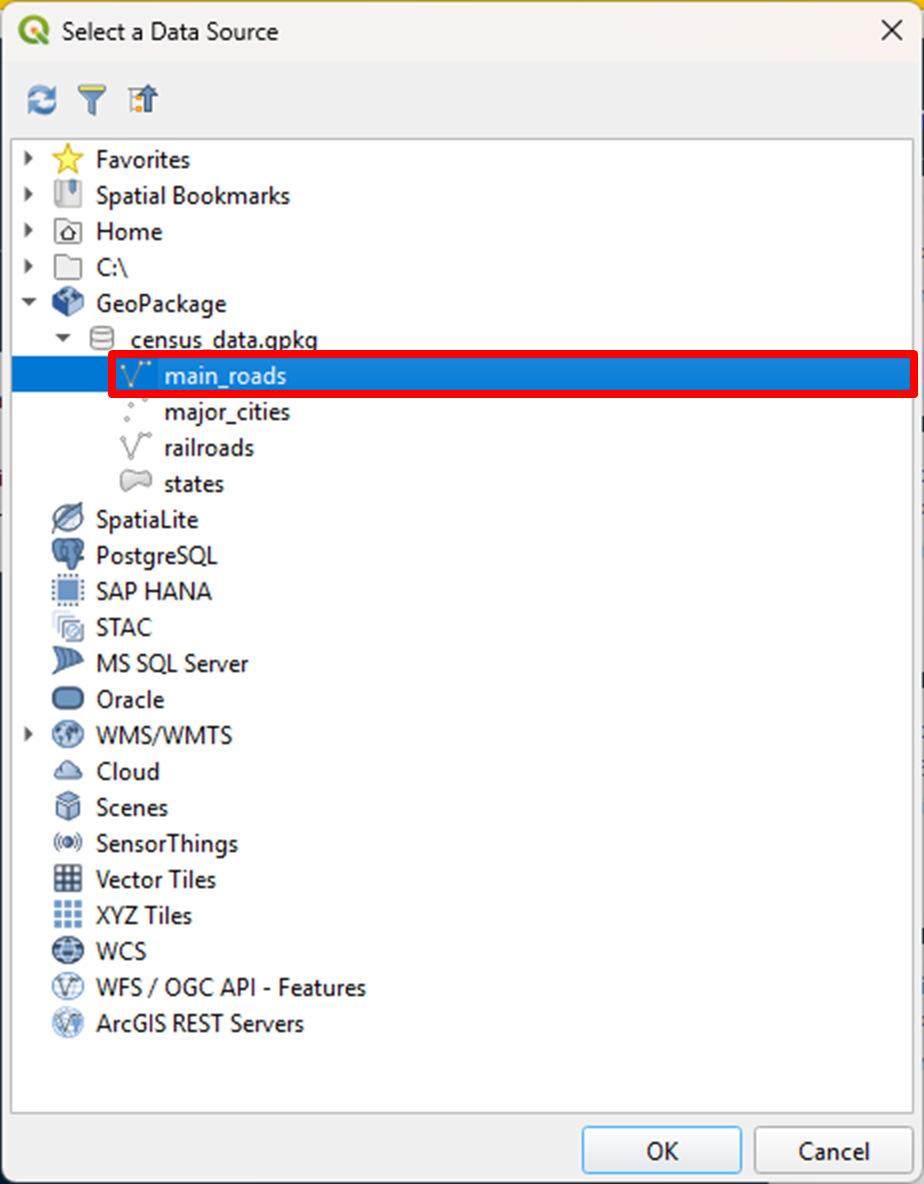 Select a Data Source
Favorites
Spatial Bookmarks
Home
C:\
GeoPackage
census_data.gpkg
main_roads
major_cities
railroads
states
SpatiaLite
PostgreSQL
SAP HANA
STAC
MS SQL Server
Oracle
WMS/WMTS
Cloud
Scenes
SensorThings
Vector Tiles
XYZ Tiles
WCS
WFS / OGC API - Features
ArcGIS REST Servers
OK Cancel